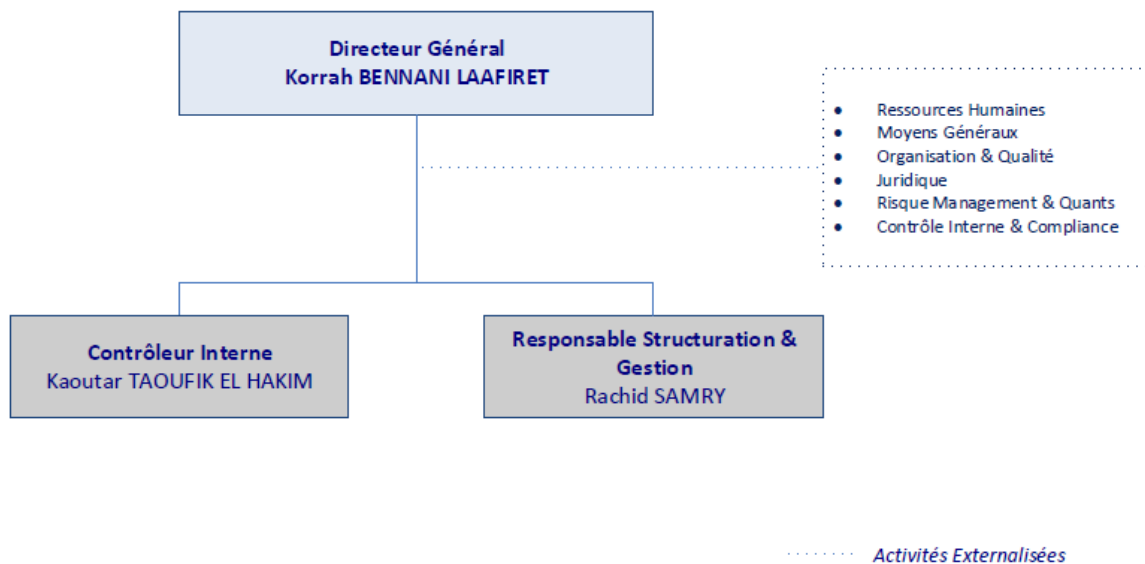 Directeur Général
Korrah BENNANI LAAFIRET
• Ressources Humaines
• Moyens Généraux
• Organisation & Qualité
• Juridique
• Risque Management & Quants
• Contrôle Interne & Compliance
Contrôleur Interne
Kaoutar TAOUFIK EL HAKIM
Responsable Structuration &
Gestion
Rachid SAMRY
Activités Externalisées